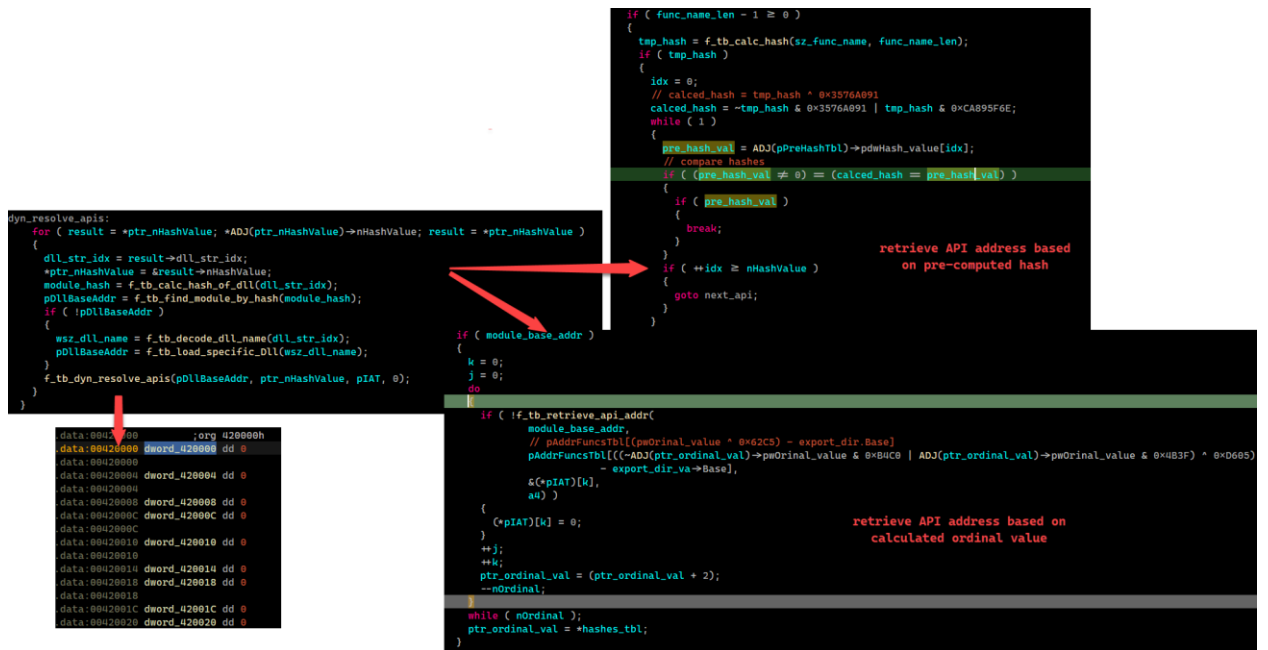 if ( func_name_len - 1 ≥ 0 )
{
tmp_hash = f_tb_calc_hash(sz_func_name, func_name_len);
if ( tmp_hash )
{
idx = 0;
// calced_hash = tmp_hash ^ 0×3576A091
calced_hash = ~tmp_hash & 0×3576A091 | tmp_hash & 0×CA895F6E;
while ( 1 )
{
pre_hash_val = ADJ(pPreHashTbl)→pdwHash_value[idx];
// compare hashes
if ( (pre_hash_val ≠ 0) == (calced_hash == pre_hash_val) )
{
if ( pre_hash_val )
{
break;
}
}
if ( ++idx ≥ nHashValue )
{
goto next_api;
}
}
retrieve API address based
on pre-computed hash
dyn_resolve_apis:
for ( result = *ptr_nHashValue; *ADJ(ptr_nHashValue)→nHashValue; result = *ptr_nHashValue )
{
dll_str_idx = result→dll_str_idx;
*ptr_nHashValue = &result→nHashValue;
module_hash = f_tb_calc_hash_of_dll(dll_str_idx);
pDllBaseAddr = f_tb_find_module_by_hash(module_hash);
if ( !pDllBaseAddr )
{
wsz_dll_name = f_tb_decode_dll_name(dll_str_idx);
pDllBaseAddr = f_tb_load_specific_Dll(wsz_dll_name);
}
f_tb_dyn_resolve_apis(pDllBaseAddr, ptr_nHashValue, pIAT, 0);
}
}
if ( module_base_addr )
{
k = 0;
j = 0;
do
{
if ( !f_tb_retrieve_api_addr(
module_base_addr,
// pAddrFuncsTbl[(pwOrinal_value ^ 0×62C5) - export_dir.Base]
pAddrFuncsTbl[((~ADJ(ptr_ordinal_val)→pwOrinal_value & 0×B4C0 | ADJ(ptr_ordinal_val)→pwOrinal_value & 0×4B3F) ^ 0×D605)
- export_dir_va→Base],
&(*pIAT)[k],
a4) )
{
(*pIAT)[k] = 0;
}
++j;
++k;
ptr_ordinal_val = (ptr_ordinal_val + 2);
--nOrdinal;
}
while ( nOrdinal );
ptr_ordinal_val = *hashes_tbl;
}
retrieve API address based on
calculated ordinal value
.data:00420000 ;org 420000h
.data:00420000 dword_420000 dd 0
.data:00420000
.data:00420004 dword_420004 dd 0
.data:00420004
.data:00420008 dword_420008 dd 0
.data:0042000C dword_42000C dd 0
.data:0042000C
.data:00420010 dword_420010 dd 0
.data:00420010
.data:00420014 dword_420014 dd 0
.data:00420018 dword_420018 dd 0
.data:00420018
.data:0042001C dword_42001C dd 0
.data:00420020 dword_420020 dd 0